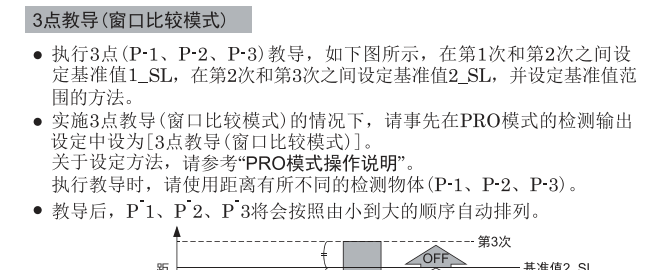 3点教导(窗口比较模式)
● 执行3点(P-1、P-2、P-3)教导，如下图所示，在第1次和第2次之间设
定基准值1_SL，在第2次和第3次之间设定基准值2_SL，并设定基准值范
围的方法。
● 实施3点教导(窗口比较模式)的情况下，请事先在PRO模式的检测输出
设定中设为[3点教导(窗口比较模式)]。
关于设定方法，请参考“PRO模式操作说明”。
执行教导时，请使用距离有所不同的检测物体(P-1、P-2、P-3)。
● 教导后，P-1、P-2、P-3将会按照由小到大的顺序自动排列。
第3次
OFF
距
基准值2_SL